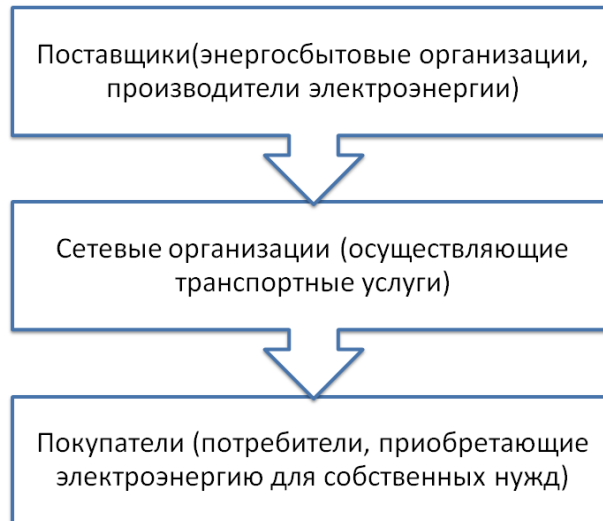 Поставщики(энергосбытовые организации,
производители электроэнергии)
Сетевые организации (осуществляющие
транспортные услуги)
Покупатели (потребители, приобретающие
электроэнергию для собственных нужд)